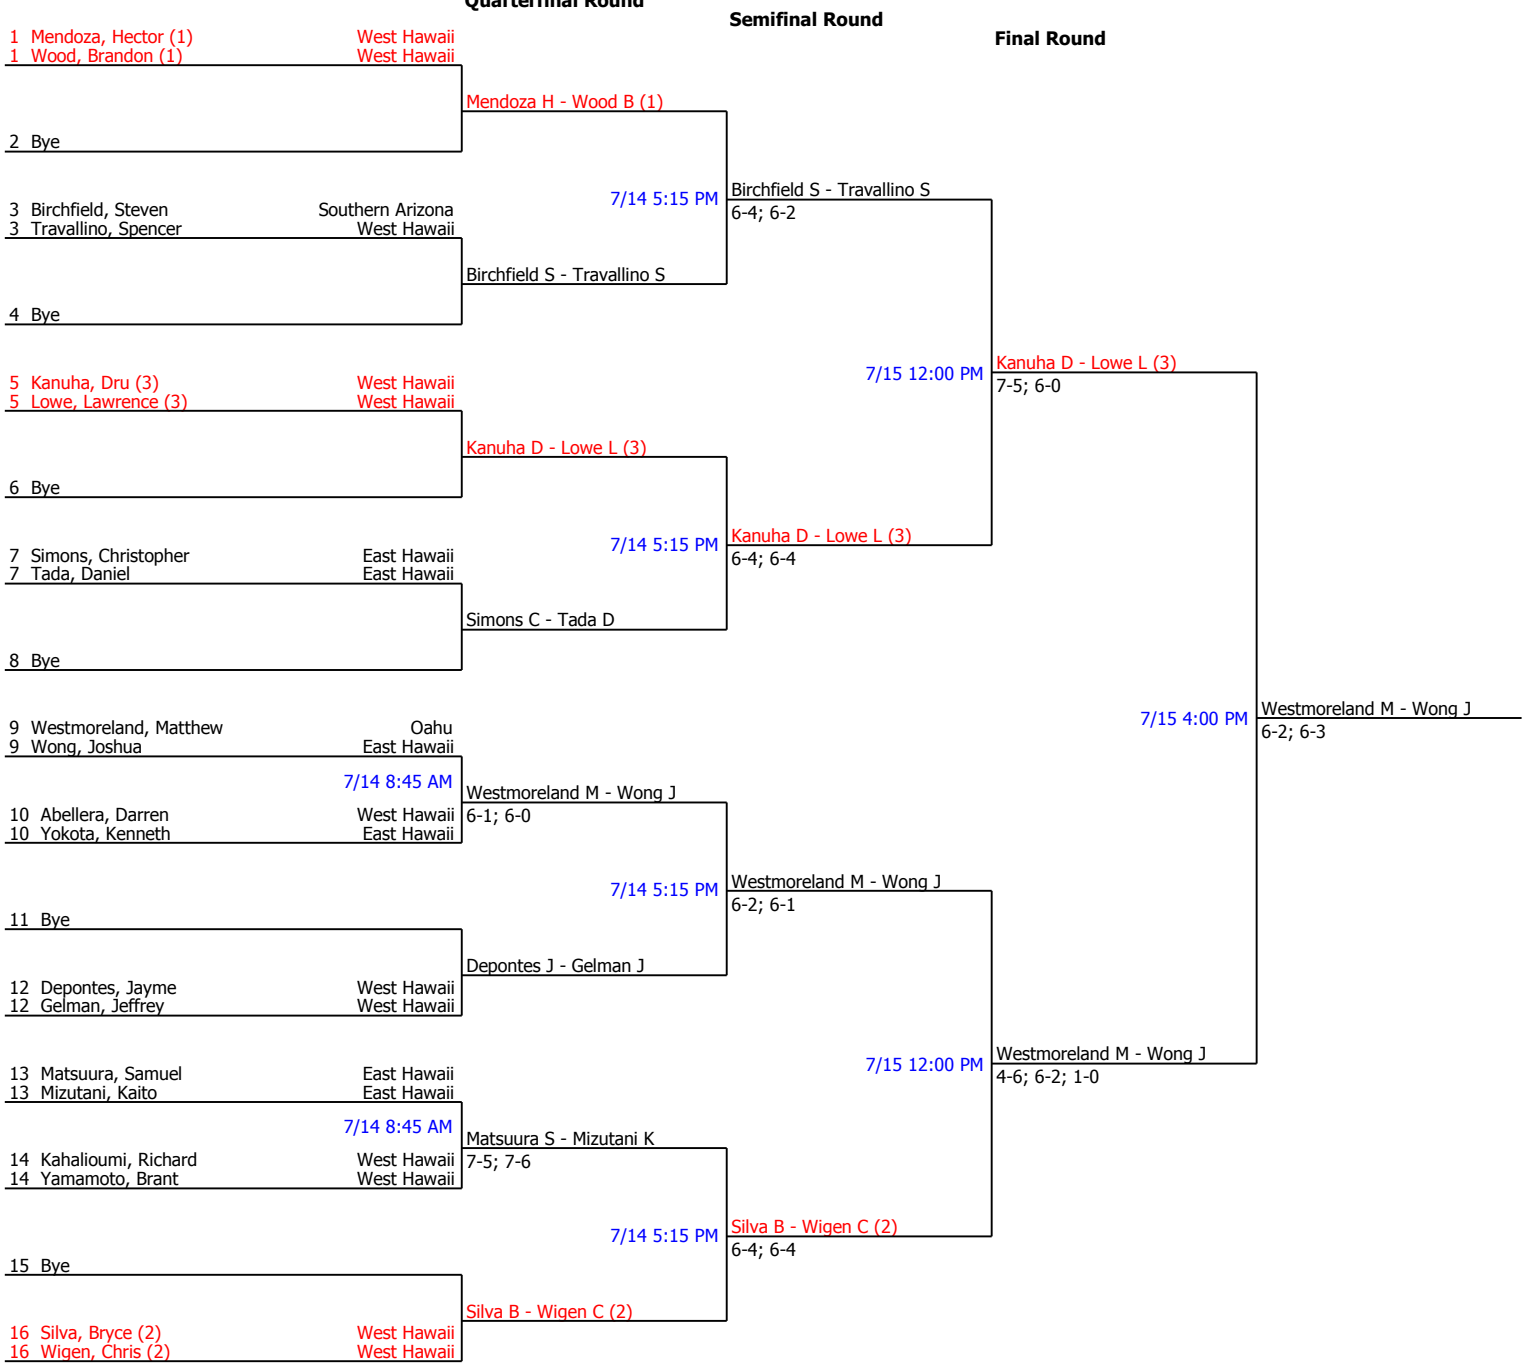 Quarterfinal Round
Semifinal Round
Final Round
1 Mendoza, Hector (1) West Hawaii
1 Wood, Brandon (1) West Hawaii
Mendoza H - Wood B (1)
2 Bye
7/14 5:15 PM Birchfield S - Travallino S
6-4; 6-2
3 Birchfield, Steven Southern Arizona
3 Travallino, Spencer West Hawaii
Birchfield S - Travallino S
4 Bye
7/15 12:00 PM Kanuha D - Lowe L (3)
7-5; 6-0
5 Kanuha, Dru (3) West Hawaii
5 Lowe, Lawrence (3) West Hawaii
Kanuha D - Lowe L (3)
6 Bye
7/14 5:15 PM Kanuha D - Lowe L (3)
6-4; 6-4
7 Simons, Christopher East Hawaii
7 Tada, Daniel East Hawaii
Simons C - Tada D
8 Bye
7/15 4:00 PM Westmoreland M - Wong J
6-2; 6-3
9 Westmoreland, Matthew Oahu
9 Wong, Joshua East Hawaii
7/14 8:45 AM Westmoreland M - Wong J
6-1; 6-0
10 Abellera, Darren West Hawaii
10 Yokota, Kenneth East Hawaii
7/14 5:15 PM Westmoreland M - Wong J
6-2; 6-1
11 Bye
Depontes J - Gelman J
12 Depontes, Jayme West Hawaii
12 Gelman, Jeffrey West Hawaii
7/15 12:00 PM Westmoreland M - Wong J
4-6; 6-2; 1-0
13 Matsuura, Samuel East Hawaii
13 Mizutani, Kaito East Hawaii
7/14 8:45 AM Matsuura S - Mizutani K
7-5; 7-6
14 Kahalioumi, Richard West Hawaii
14 Yamamoto, Brant West Hawaii
7/14 5:15 PM Silva B - Wigen C (2)
6-4; 6-4
15 Bye
Silva B - Wigen C (2)
16 Silva, Bryce (2) West Hawaii
16 Wigen, Chris (2) West Hawaii